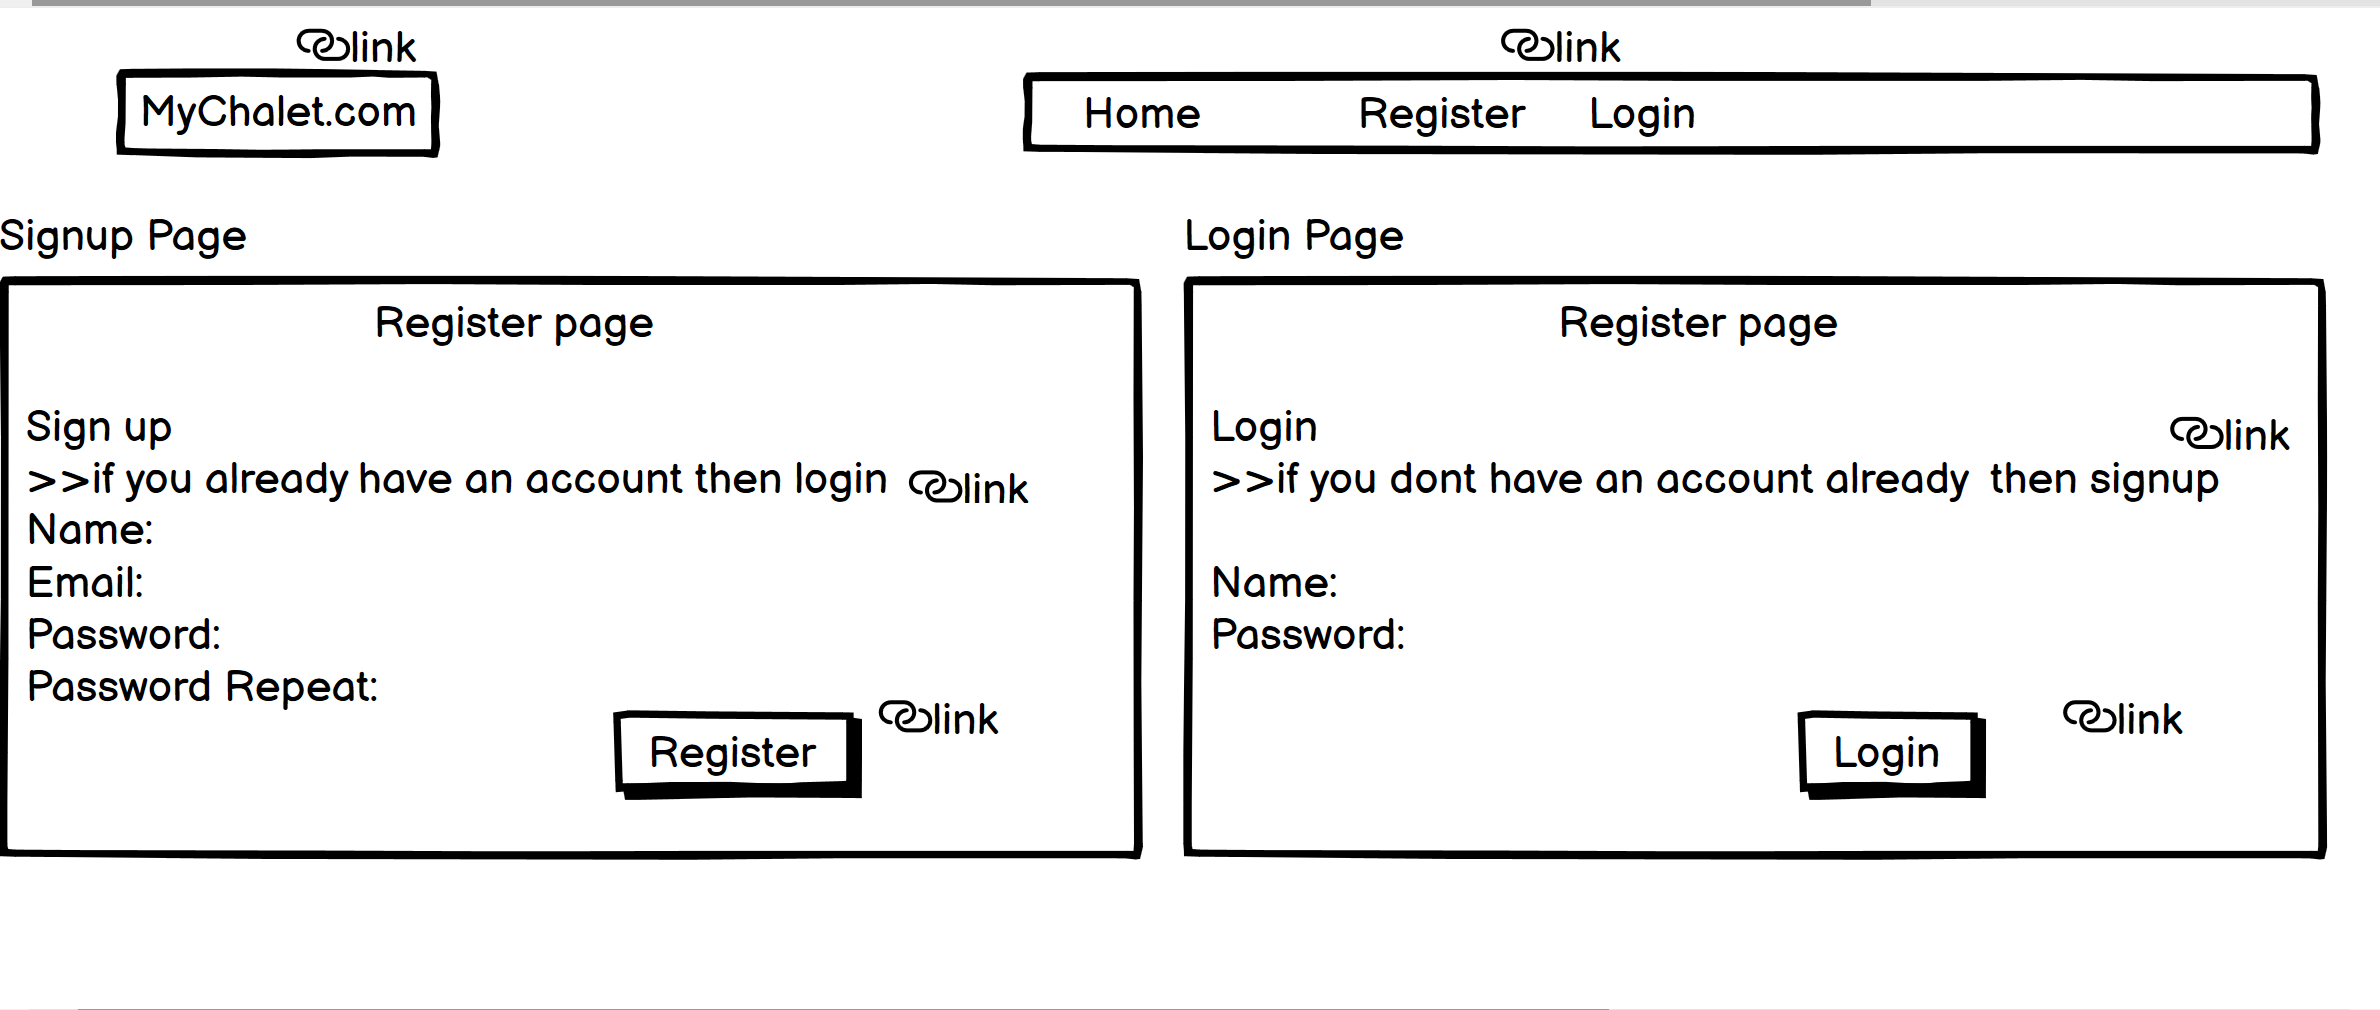 link
MyChalet.com
link
Home Register Login
Signup Page
Register page
Sign up
>>if you already have an account then login link
Name:
Email:
Password:
Password Repeat:
link
Register
Login Page
Register page
Login
link
>>if you dont have an account already then signup
Name:
Password:
link
Login